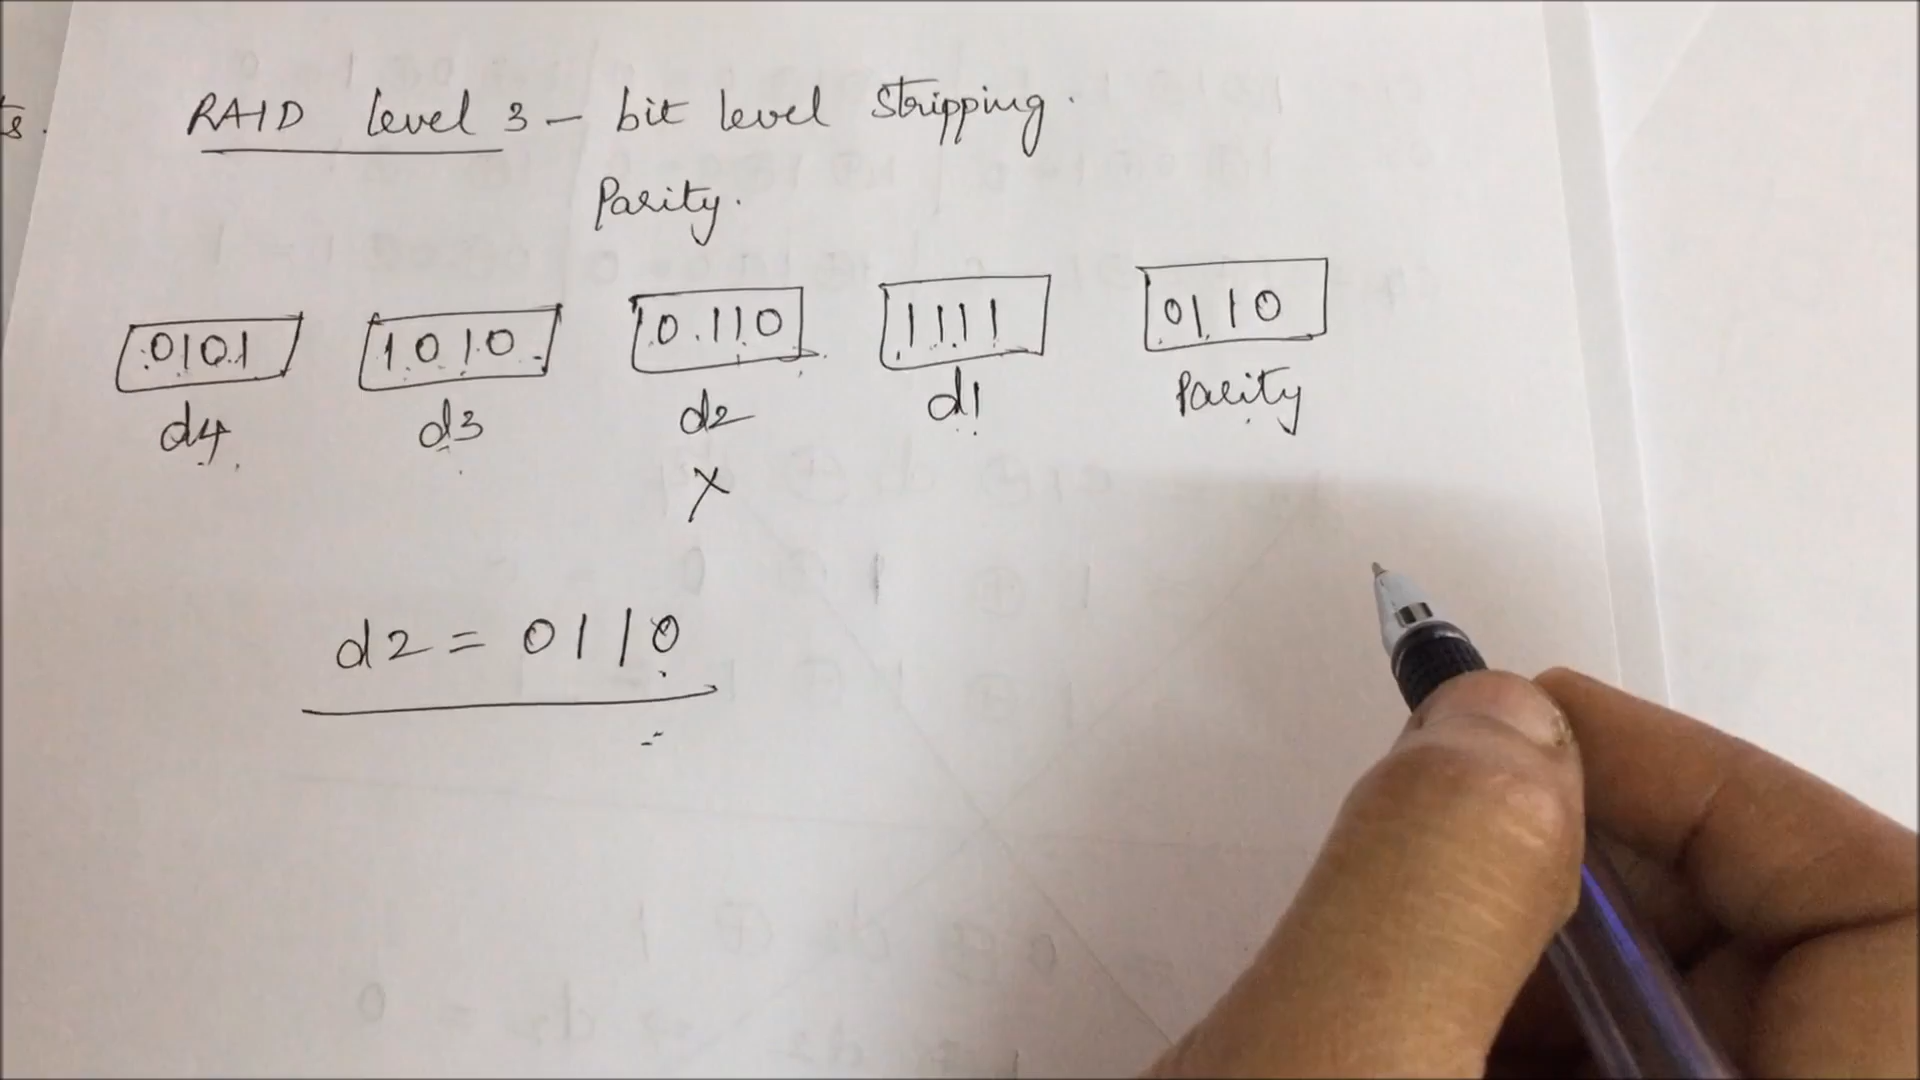 ts.
RAID level 3 - bit level Stripping.
Parity.
0101 1010 0110 1111 0110
d4 d3 d2 d1 Parity
X
d2 = 0110